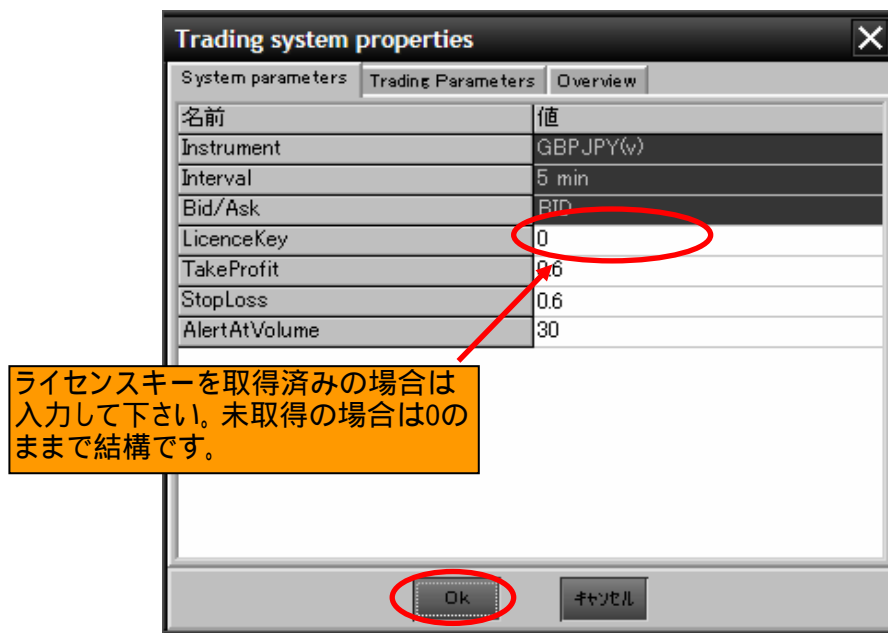 Trading system properties
System parameters Trading Parameters Overview
名前 値
Instrument GBPJPY(v)
Interval 5 min
Bid/Ask BID
LicenceKey 0
TakeProfit 0.6
StopLoss 0.6
AlertAtVolume 30
ライセンスキーを取得済みの場合は
入力して下さい。未取得の場合は0の
ままで結構です。
Ok キャンセル